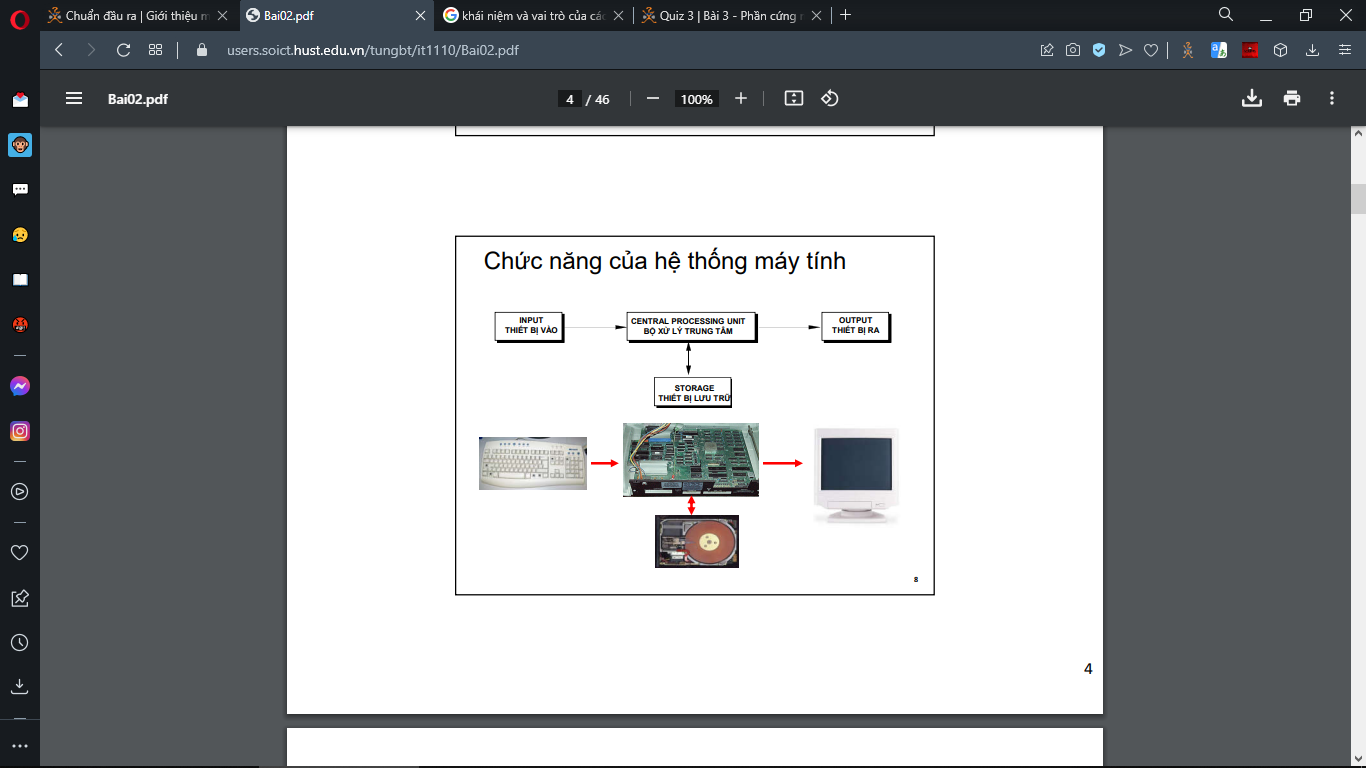 Chuẩn đầu ra | Giới thiệu m
Bai02.pdf
khái niệm và vai trò của các
Quiz 3 | Bài 3 - Phần cứng
users.soict.hust.edu.vn/tungbt/it1110/Bai02.pdf
Bai02.pdf
4 / 46
100%
Chức năng của hệ thống máy tính
INPUT
THIẾT BỊ VÀO
CENTRAL PROCESSING UNIT
BỘ XỬ LÝ TRUNG TÂM
OUTPUT
THIẾT BỊ RA
STORAGE
THIẾT BỊ LƯU TRỮ
8
4